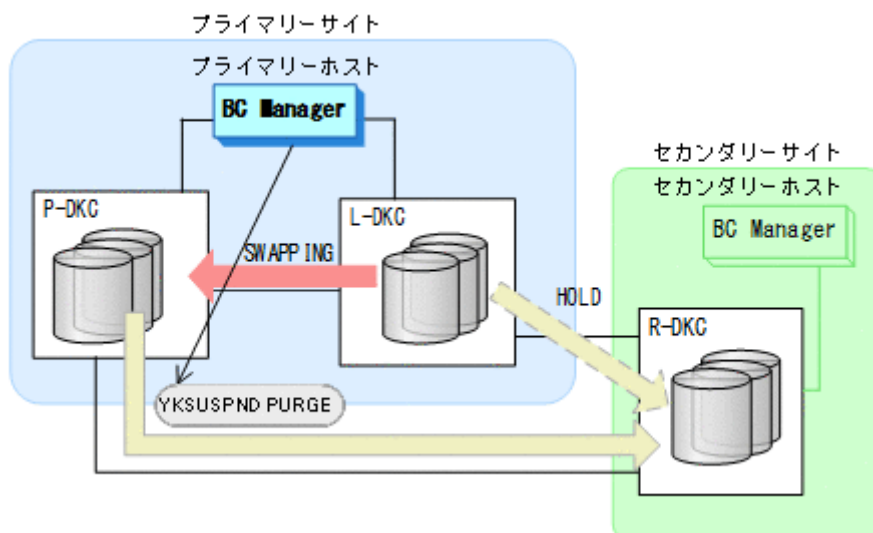 プライマリーサイト
プライマリーホスト
BC Manager
セカンダリーサイト
セカンダリーホスト
P-DKC
L-DKC
BC Manager
SWAPPING
HOLD
R-DKC
YKSUSPND PURGE